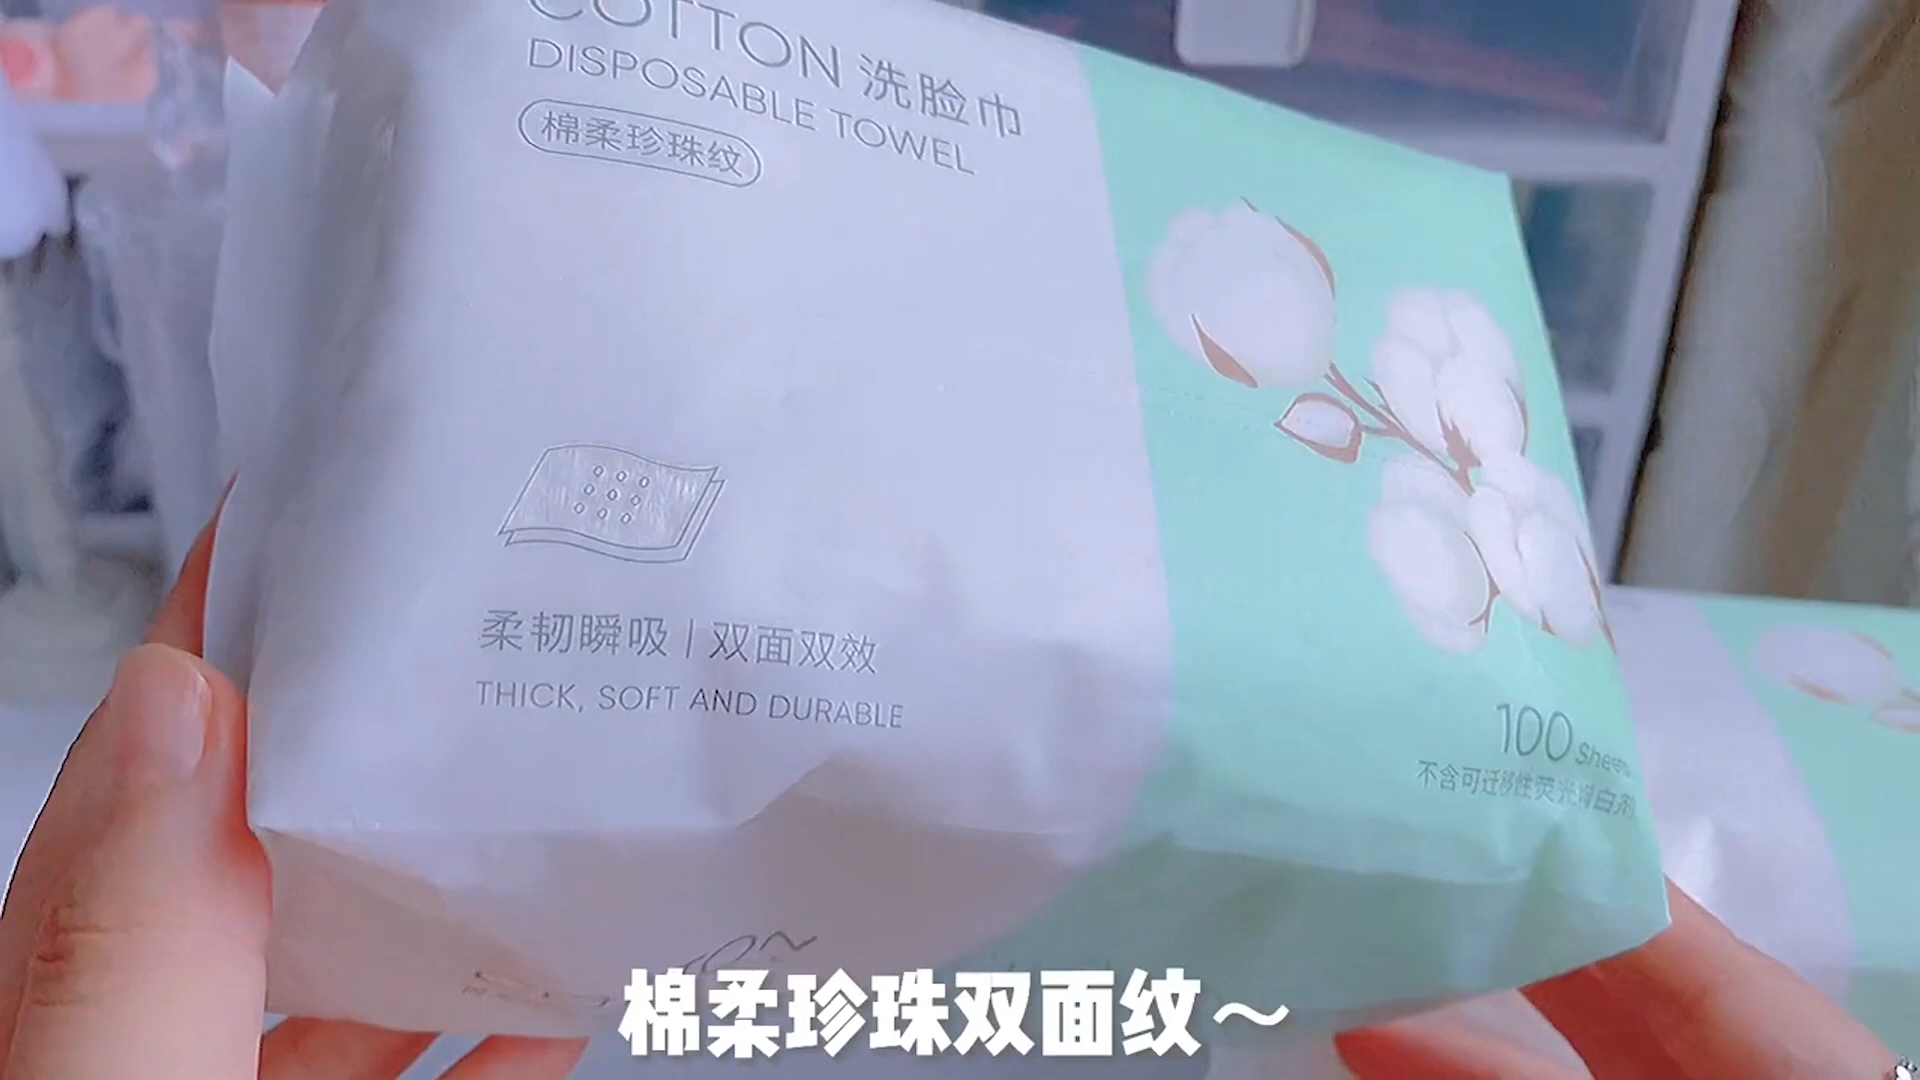 COTTON 洗脸巾
DISPOSABLE TOWEL
棉柔珍珠纹
柔韧瞬吸 | 双面双效
THICK, SOFT AND DURABLE
100 sheets
不含可迁移性荧光增白剂
棉柔珍珠双面纹～